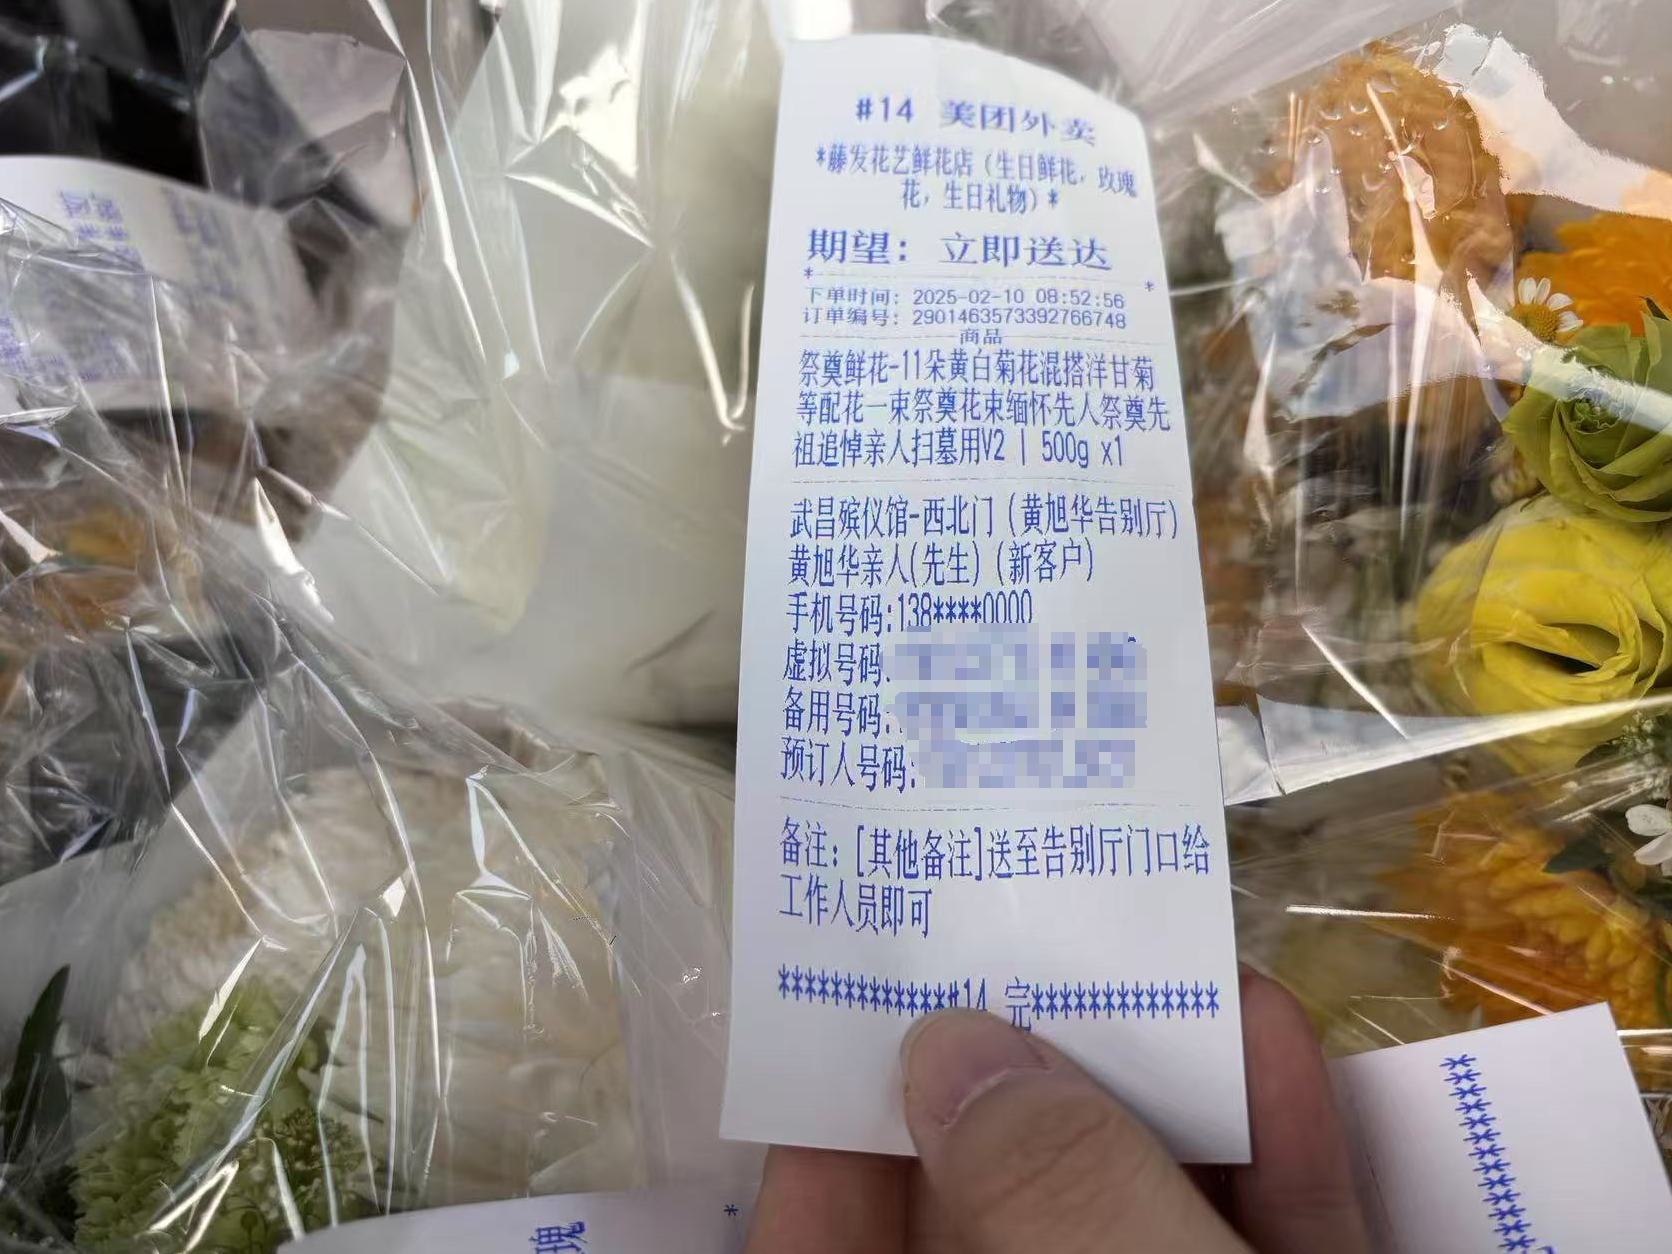 #14 美团外卖
*藤发花艺鲜花店（生日鲜花，玫瑰
花，生日礼物）*
期望：立即送达
* *
下单时间：2025-02-10 08:52:56
订单编号：2901463573392766748
商品
祭奠鲜花-11朵黄白菊花混搭洋甘菊
等配花一束祭奠花束缅怀先人祭奠先
祖追悼亲人扫墓用V2 | 500g x1
武昌殡仪馆-西北门（黄旭华告别厅）
黄旭华亲人(先生)（新客户）
手机号码:138****0000
虚拟号码:
备用号码:
预订人号码:
备注：[其他备注]送至告别厅门口给
工作人员即可
*************#14 完*************
瑰
*
*************